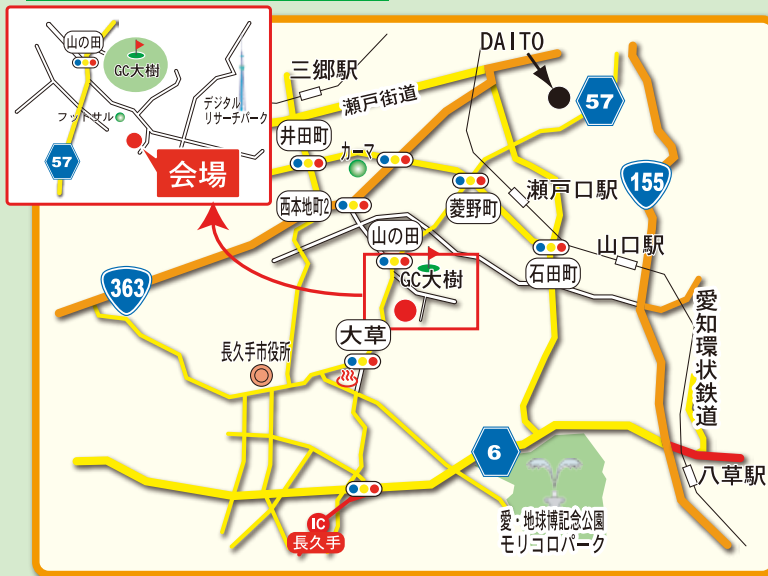 山の田
GC大樹
フットサル
デジタル
リサーチパーク
57
会場
DAITO
三郷駅
瀬戸街道
57
井田町
カーマ
155
西本地町2
菱野町
瀬戸口駅
山の田
山口駅
GC大樹
石田町
363
大草
長久手市役所
愛知環状鉄道
6
八草駅
IC
長久手
愛・地球博記念公園
モリコロパーク